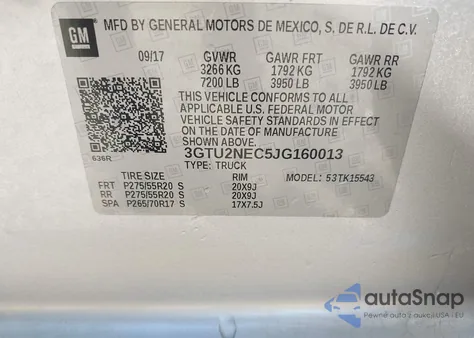 GM MFD BY GENERAL MOTORS DE MEXICO, S. DE R.L. DE C.V.
09/17 GVWR GAWR FRT GAWR RR
3266 KG 1792 KG 1792 KG
7200 LB 3950 LB 3950 LB
THIS VEHICLE CONFORMS TO ALL
APPLICABLE U.S. FEDERAL MOTOR
VEHICLE SAFETY STANDARDS IN EFFECT
ON THE DATE OF MANUFACTURE
SHOWN ABOVE.
636R 3GTU2NEC5JG160013
TYPE: TRUCK
TIRE SIZE RIM 53TK15543
FRT P275/55R20 S 20X9J
RR P275/55R20 S 20X9J
SPA P265/70R17 S 17X7.5J
autoSnap
Pewne auto z USA i EU